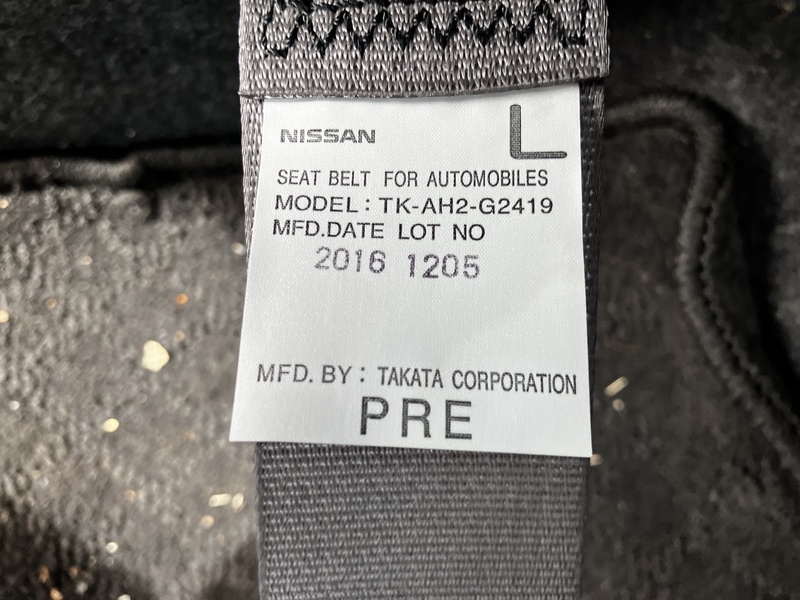 NISSAN L
SEAT BELT FOR AUTOMOBILES
MODEL : TK-AH2-G2419
MFD.DATE LOT NO
2016 1205
MFD. BY : TAKATA CORPORATION
PRE